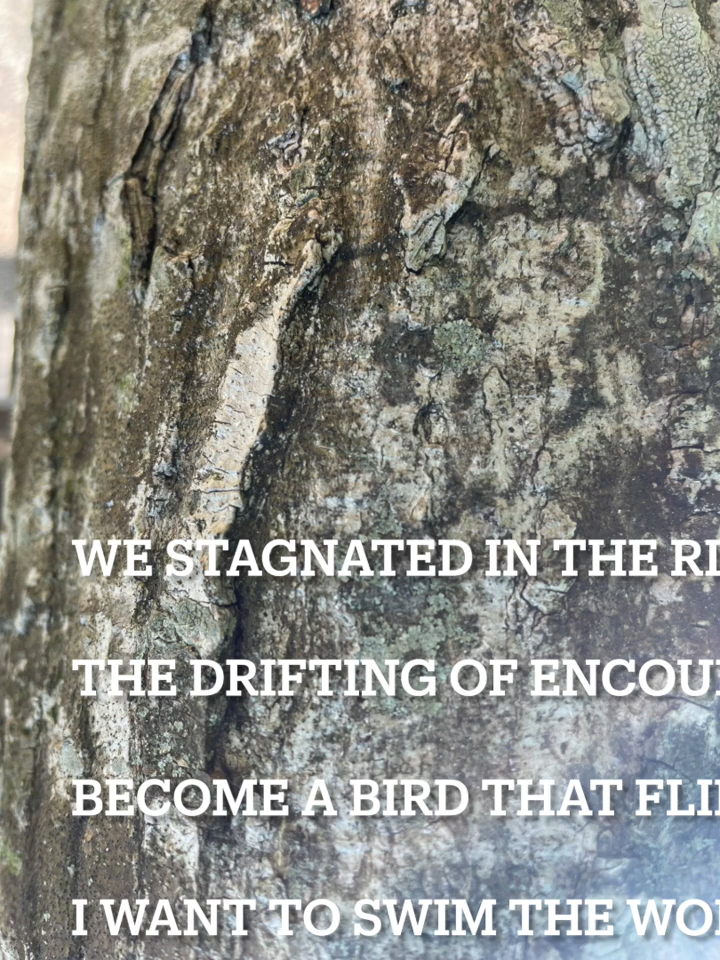 WE STAGNATED IN THE
THE DRIFTING OF
BECOME A BIRD THAT
I WANT TO SWIM THE